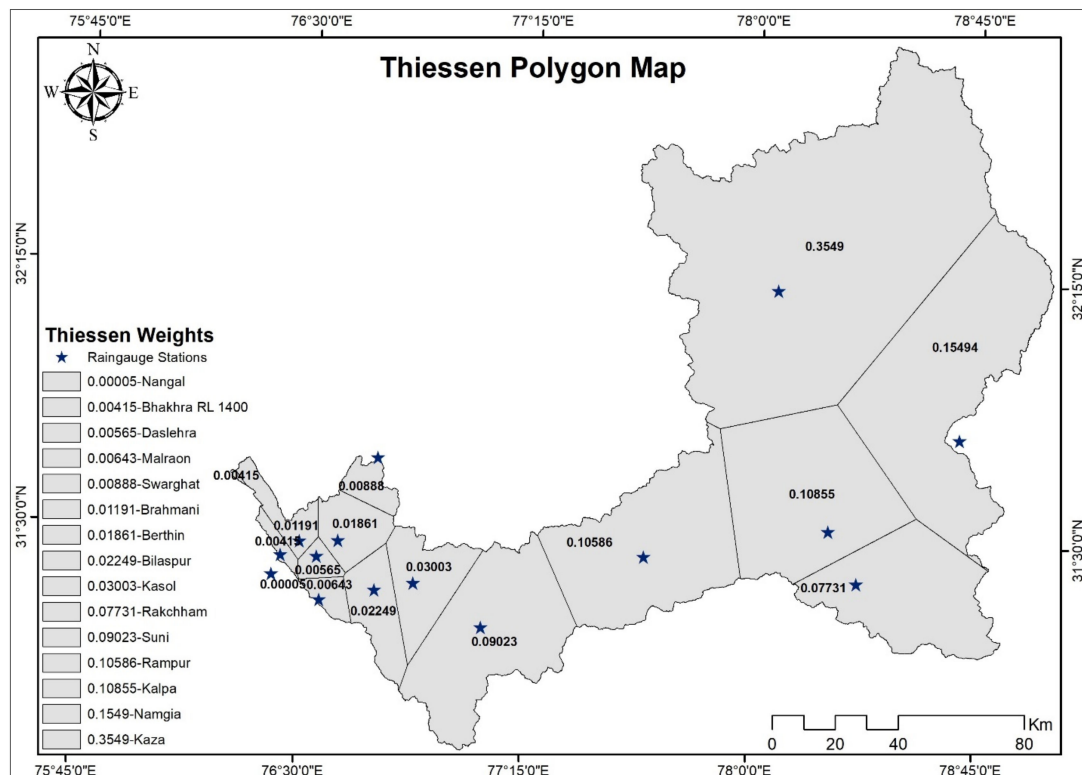 75°45'0"E 76°30'0"E 77°15'0"E 78°0'0"E 78°45'0"E
N
W E
S
Thiessen Polygon Map
32°15'0"N
32°15'0"N
31°30'0"N
31°30'0"N
0.3549
0.15494
0.10855
0.07731
0.10586
0.09023
0.03003
0.02249
0.00888
0.01861
0.01191
0.00415
0.00415
0.00565
0.00005
0.00643
Thiessen Weights
Raingauge Stations
0.00005-Nangal
0.00415-Bhakhra RL 1400
0.00565-Daslehra
0.00643-Malraon
0.00888-Swarghat
0.01191-Brahmani
0.01861-Berthin
0.02249-Bilaspur
0.03003-Kasol
0.07731-Rakchham
0.09023-Suni
0.10586-Rampur
0.10855-Kalpa
0.1549-Namgia
0.3549-Kaza
Km
0 20 40 80
75°45'0"E 76°30'0"E 77°15'0"E 78°0'0"E 78°45'0"E